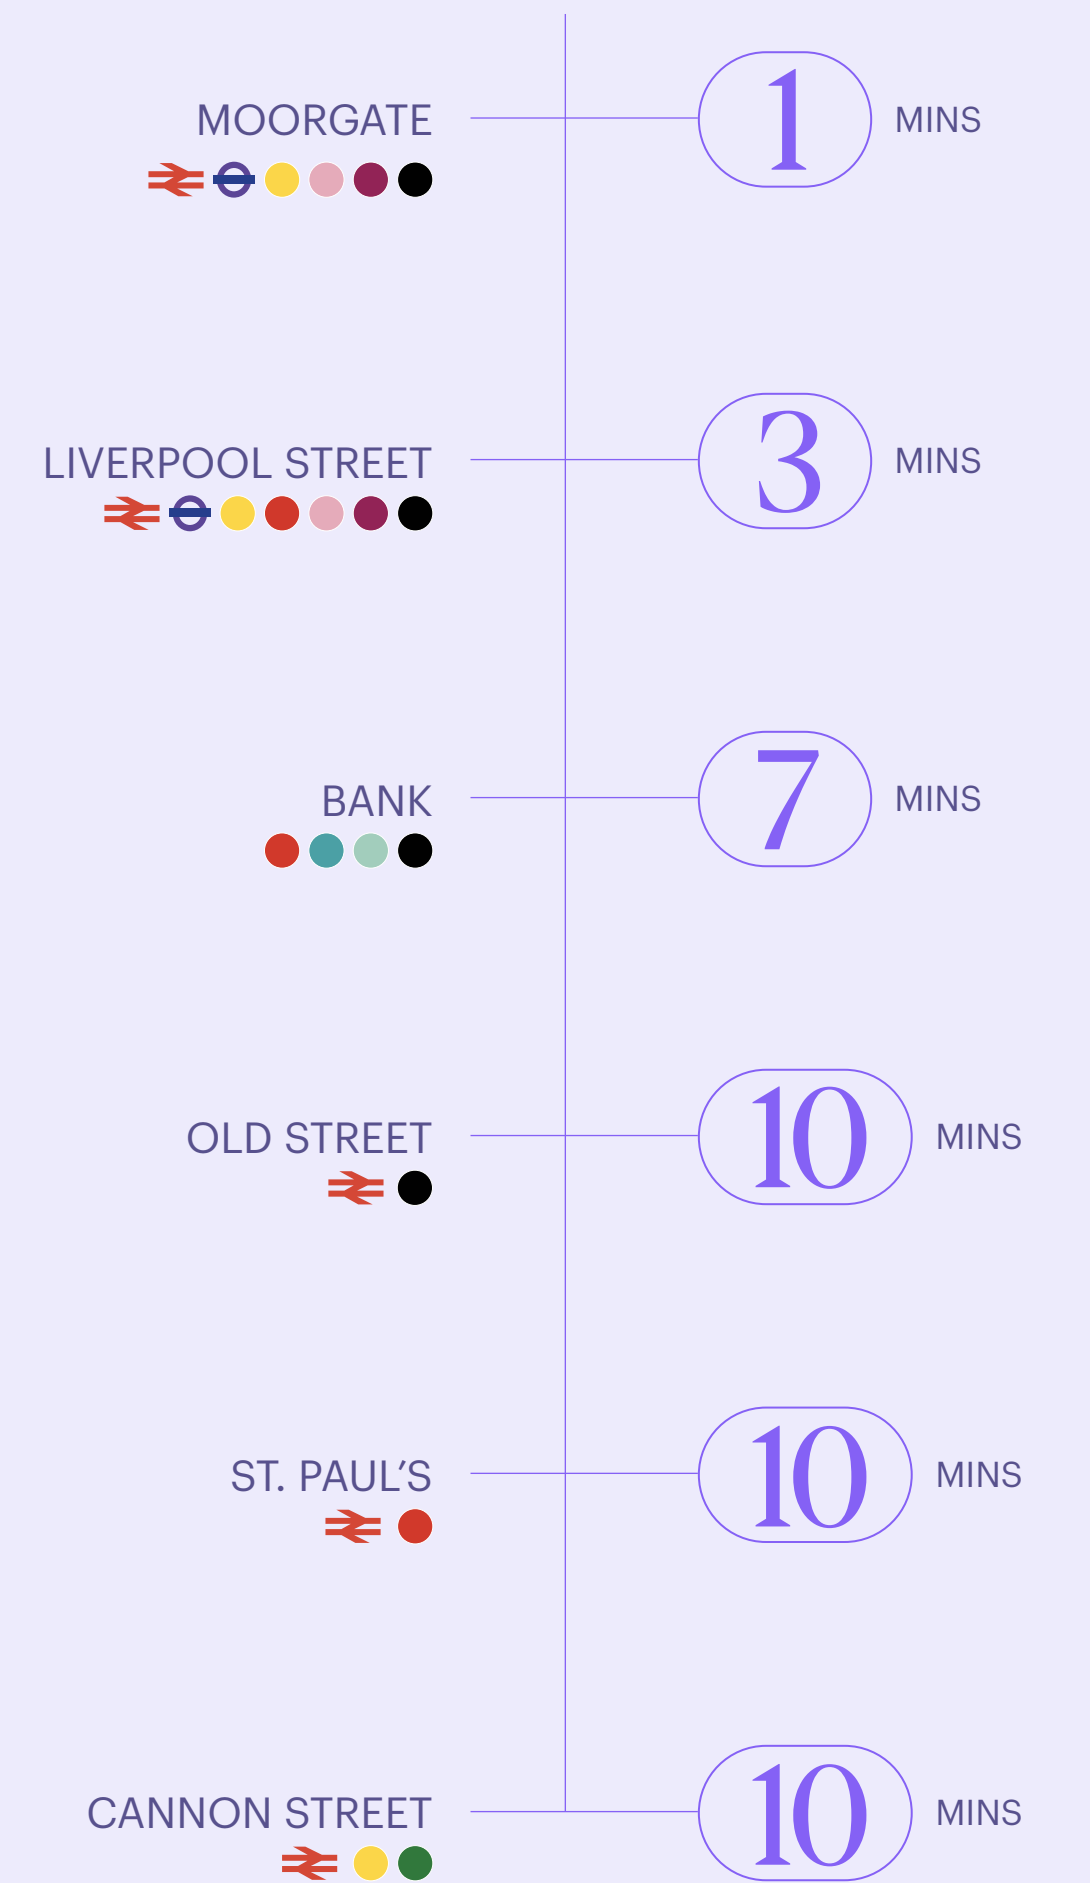 MOORGATE
1 MINS
LIVERPOOL STREET
3 MINS
BANK
7 MINS
OLD STREET
10 MINS
ST. PAUL’S
10 MINS
CANNON STREET
10 MINS